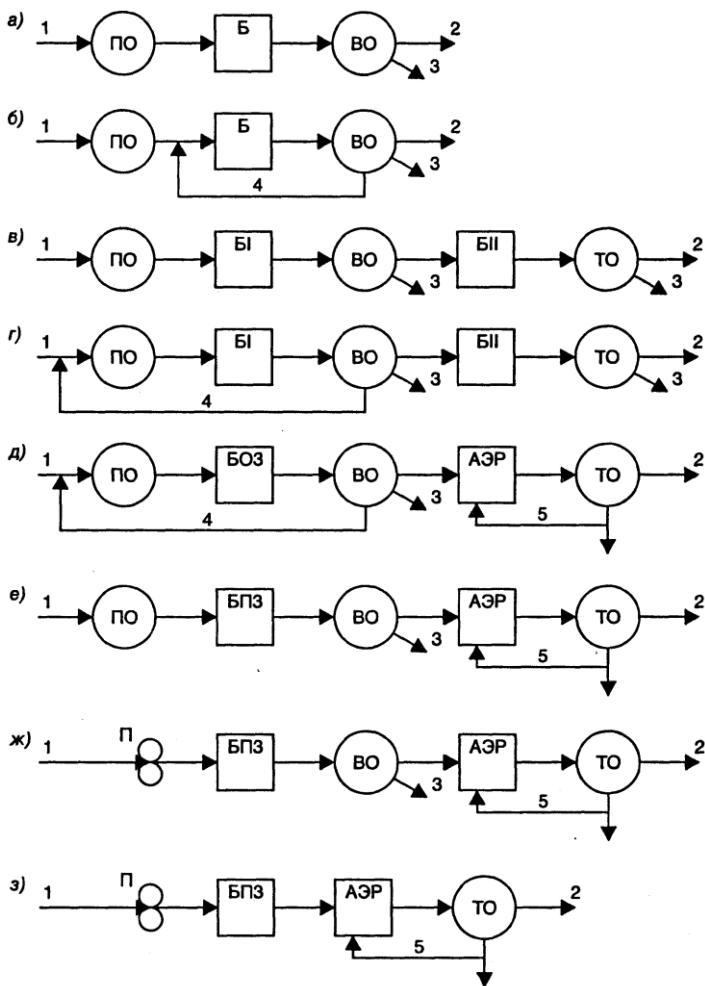 а) 1 ПО Б ВО 2 3
б) 1 ПО Б ВО 2 3 4
в) 1 ПО БI ВО 3 БII ТО 2 3
г) 1 ПО БI ВО 3 БII ТО 2 3 4
д) 1 ПО БОЗ ВО 3 АЭР ТО 2 4 5
е) 1 ПО БПЗ ВО 3 АЭР ТО 2 5
ж) 1 П БПЗ ВО 3 АЭР ТО 2 5
з) 1 П БПЗ АЭР ТО 2 5